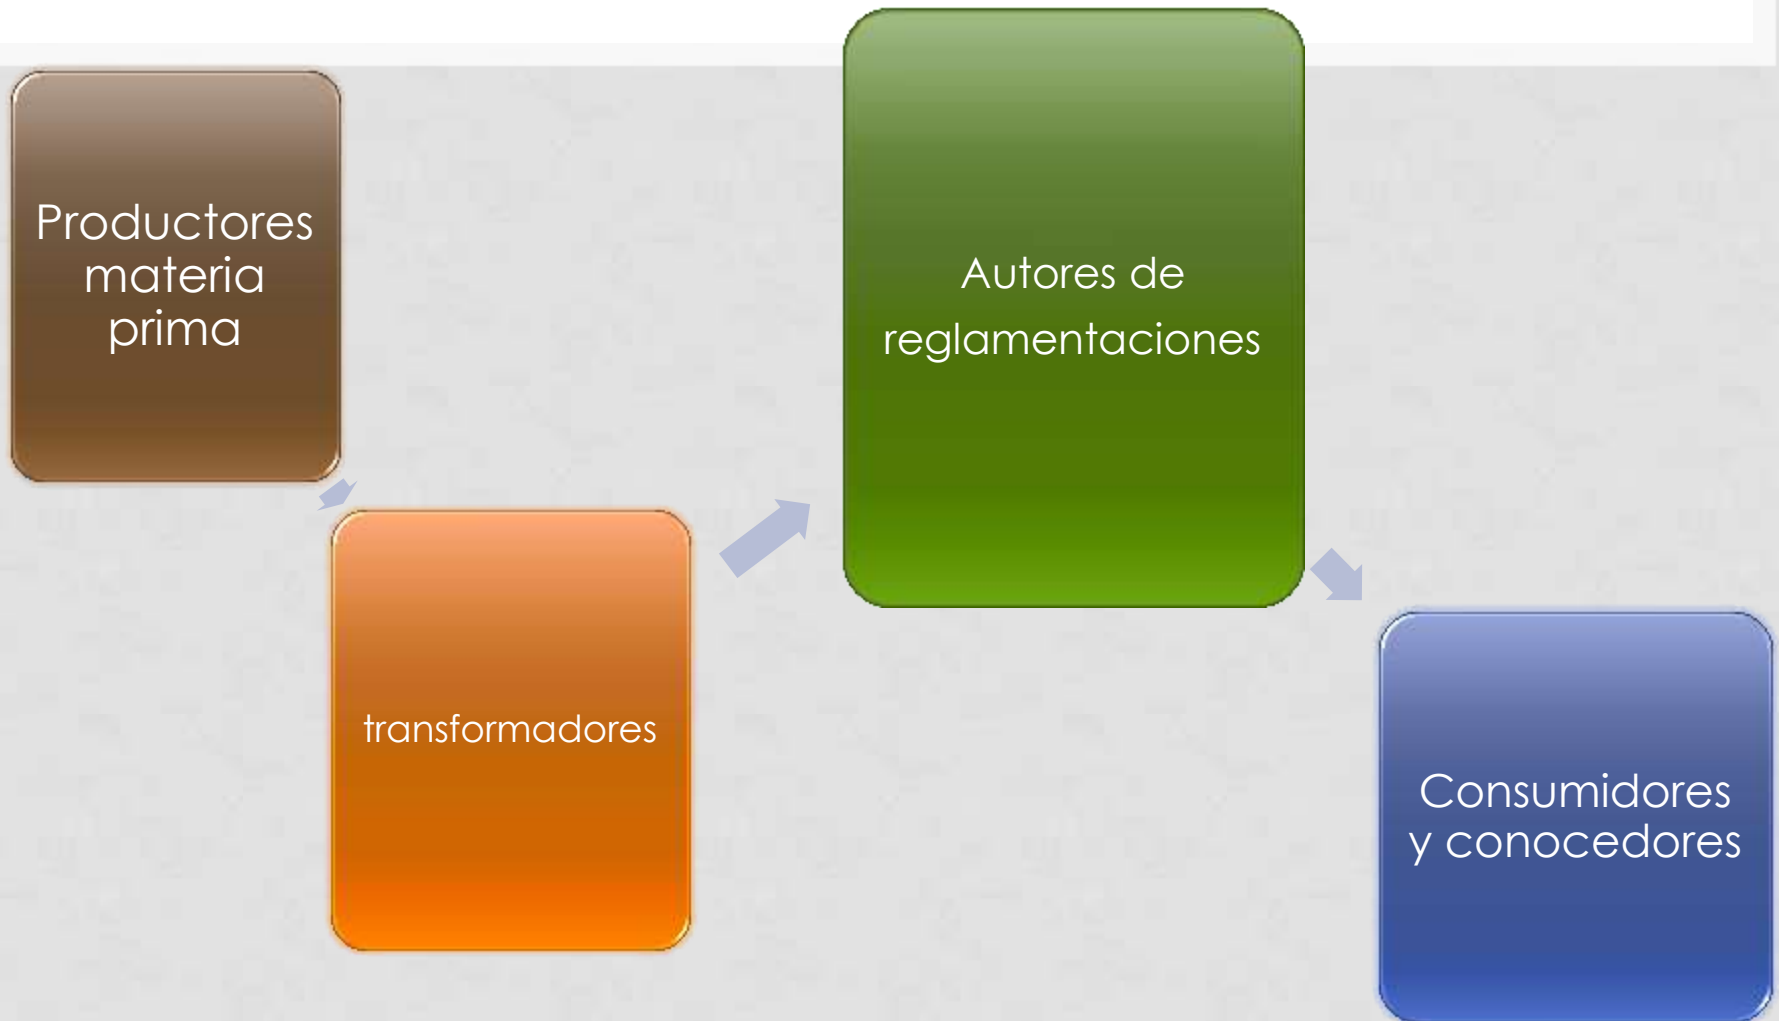 Productores
materia
prima
transformadores
Autores de
reglamentaciones
Consumidores
y conocedores